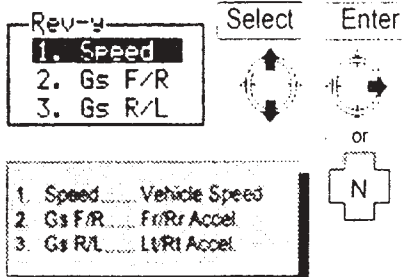 Rev-y
1. Speed
2. Gs F/R
3. Gs R/L
Select
Enter
or
N
1. Speed...... Vehicle Speed
2. Gs F/R...... Fr/Rr Accel.
3. Gs R/L...... Lt/Rt Accel.